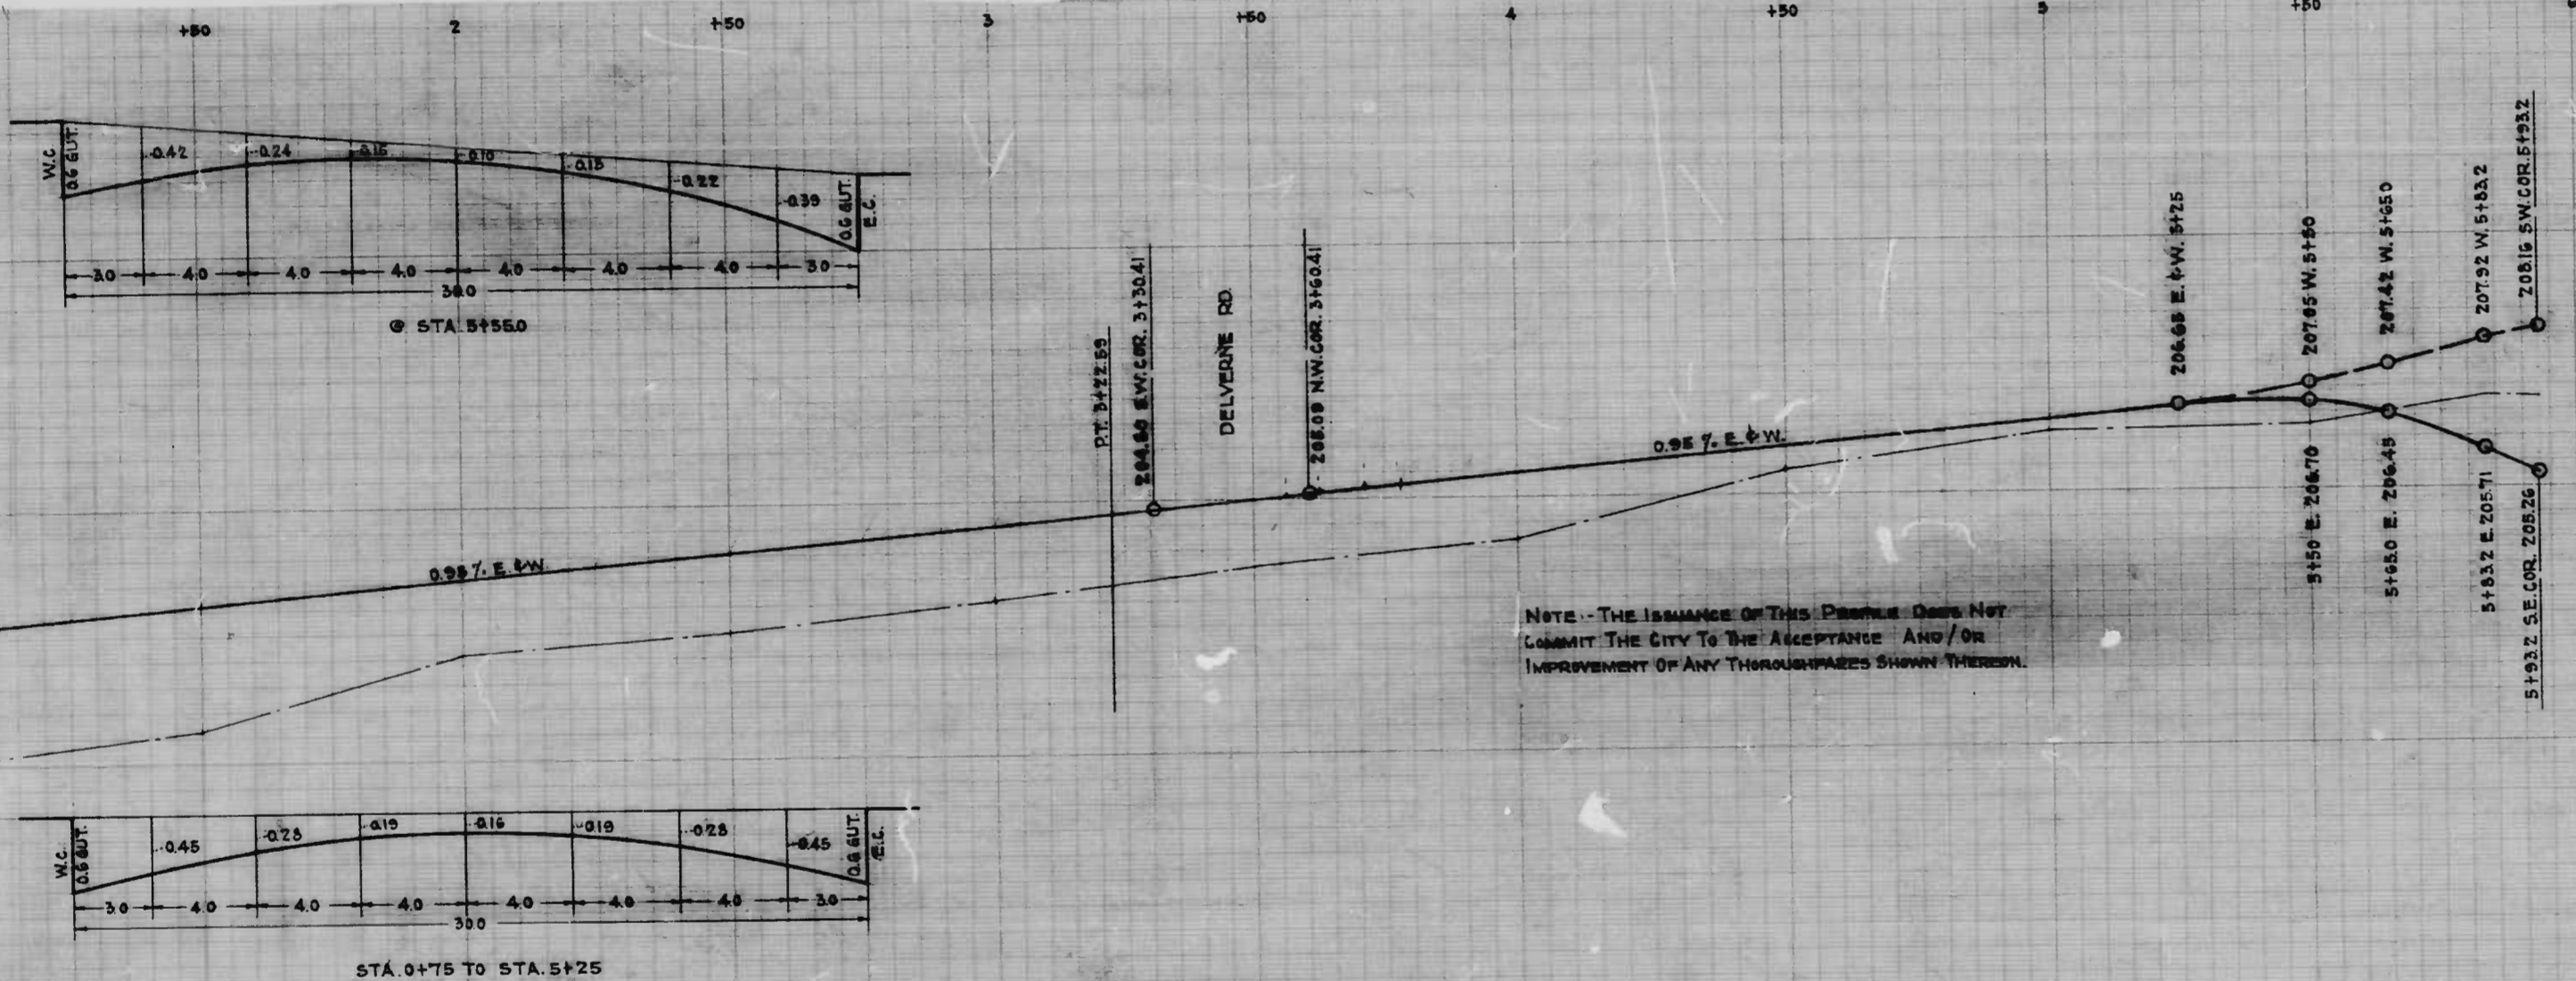 +50 2 +50 3 +50 4 +50 5 +50
W.C. 0.6 GUT. -0.42 -0.24 -0.10 -0.22 -0.39 0.6 GUT. E.C.
3.0 4.0 4.0 4.0 4.0 4.0 4.0 3.0
30.0
@ STA. 5+55.0
P.T. 3+22.59
204.80 S.W.COR. 3+30.41
DELVERNE RD.
205.09 N.W.COR. 3+60.41
206.63 E. & W. 5+25
207.05 W. 5+50
207.42 W. 5+65.0
207.92 W. 5+83.2
208.16 S.W.COR. 5+93.2
0.95 % E. & W.
0.95 % E. & W.
5+50 E. 206.70
5+65.0 E. 206.45
5+83.2 E. 205.71
5+93.2 S.E.COR. 205.26
NOTE:- THE ISSUANCE OF THIS PROFILE DOES NOT
COMMIT THE CITY TO THE ACCEPTANCE AND/OR
IMPROVEMENT OF ANY THOROUGHFARES SHOWN THEREON.
W.C. 0.6 GUT. -0.45 -0.28 -0.19 -0.16 -0.19 -0.28 -0.45 0.6 GUT. E.C.
3.0 4.0 4.0 4.0 4.0 4.0 4.0 3.0
30.0
STA. 0+75 TO STA. 5+25